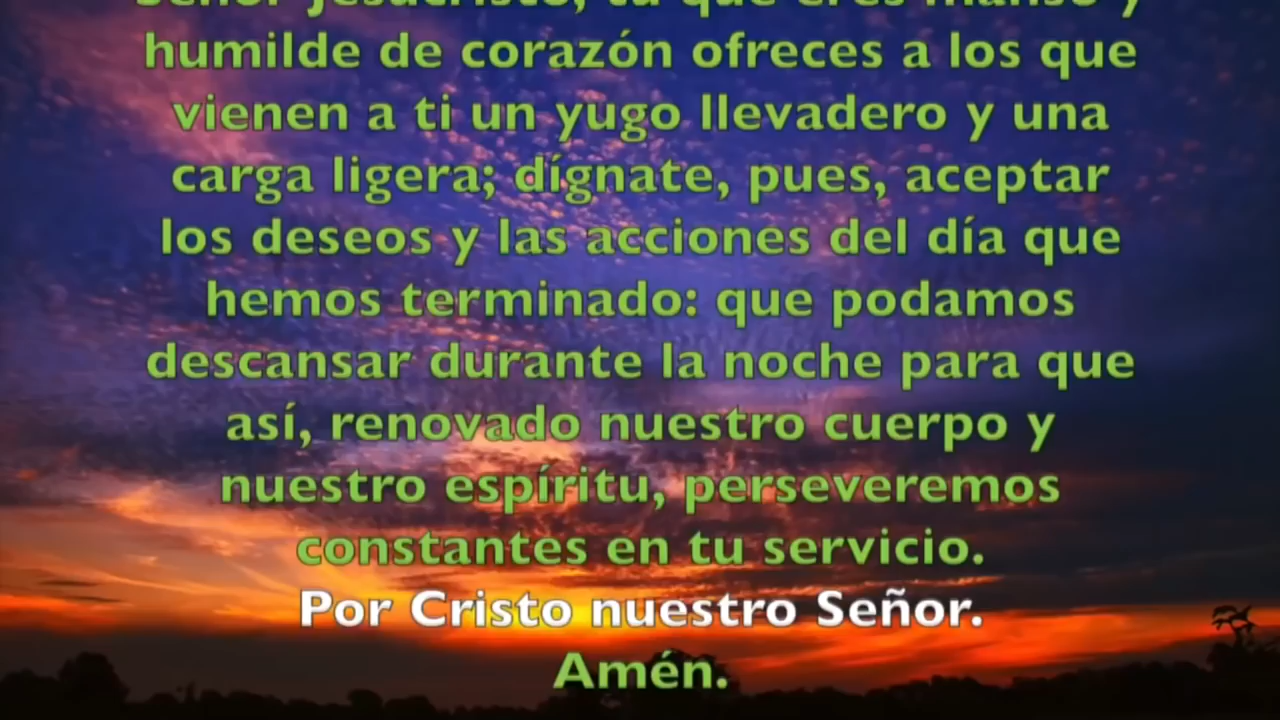 Señor Jesucristo, tú que eres manso y
humilde de corazón ofreces a los que
vienen a ti un yugo llevadero y una
carga ligera; dígnate, pues, aceptar
los deseos y las acciones del día que
hemos terminado: que podamos
descansar durante la noche para que
así, renovado nuestro cuerpo y
nuestro espíritu, perseveremos
constantes en tu servicio.
Por Cristo nuestro Señor.
Amén.